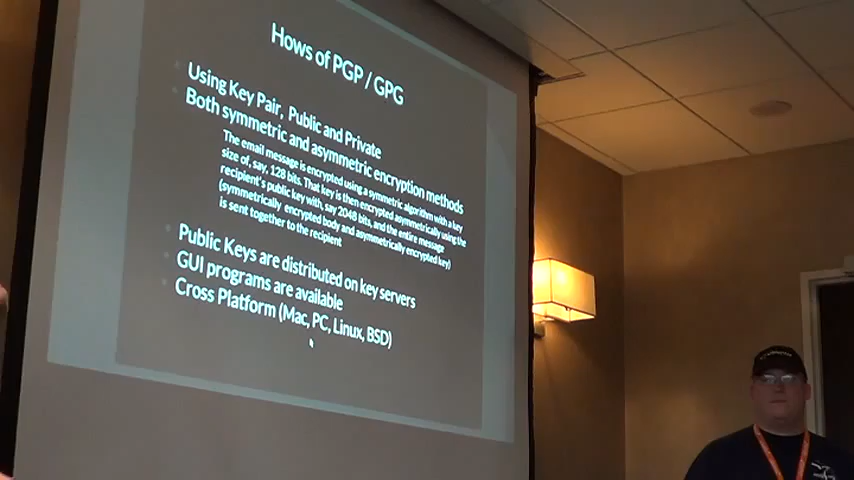 Hows of PGP / GPG
Using Key Pair, Public and Private
Both symmetric and asymmetric encryption methods
The email message is encrypted using a symmetric algorithm with a key
size of, say, 128 bits. That key is then encrypted asymmetrically using the
recipient's public key with, say 2048 bits, and the entire message
(symmetrically encrypted body and asymmetrically encrypted key)
is sent together to the recipient
Public Keys are distributed on key servers
GUI programs are available
Cross Platform (Mac, PC, Linux, BSD)